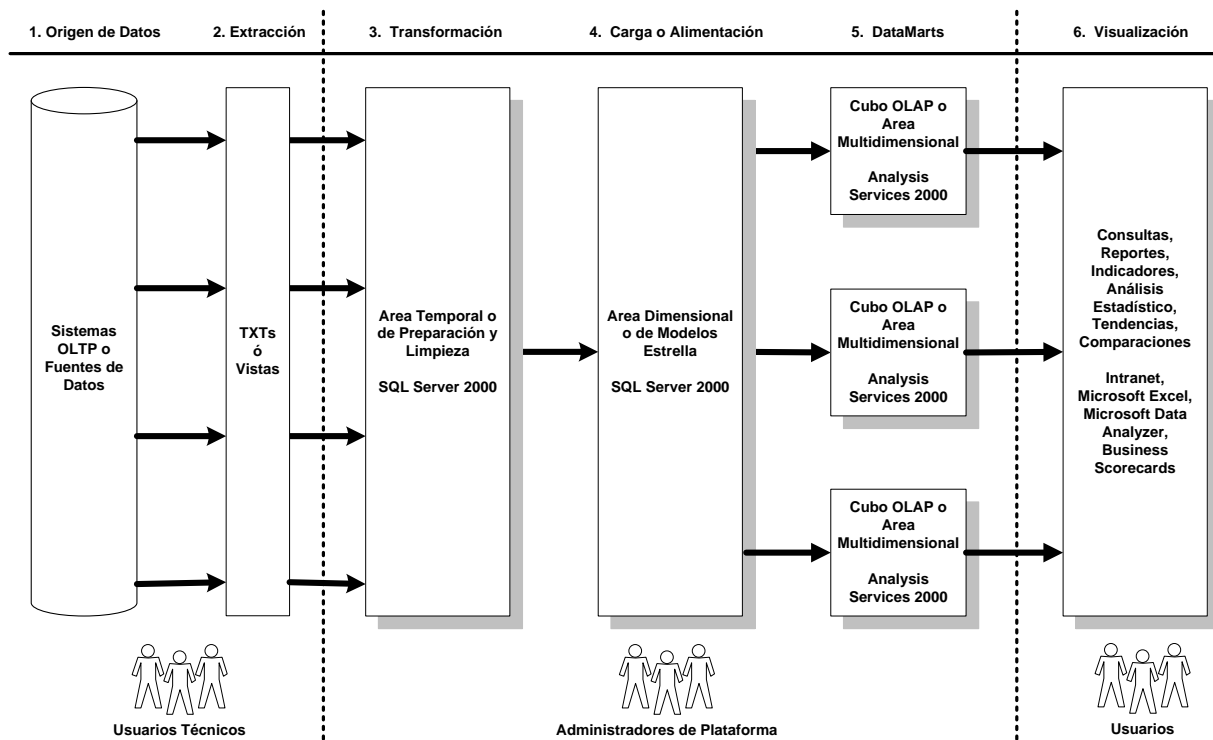 1. Origen de Datos
2. Extracción
3. Transformación
4. Carga o Alimentación
5. DataMarts
6. Visualización
Sistemas
OLTP o
Fuentes de
Datos
TXTs
ó
Vistas
Area Temporal o
de Preparación y
Limpieza
SQL Server 2000
Area Dimensional
o de Modelos
Estrella
SQL Server 2000
Cubo OLAP o
Area
Multidimensional
Analysis
Services 2000
Cubo OLAP o
Area
Multidimensional
Analysis
Services 2000
Cubo OLAP o
Area
Multidimensional
Analysis
Services 2000
Consultas,
Reportes,
Indicadores,
Análisis
Estadístico,
Tendencias,
Comparaciones
Intranet,
Microsoft Excel,
Microsoft Data
Analyzer,
Business
Scorecards
Usuarios Técnicos
Administradores de Plataforma
Usuarios